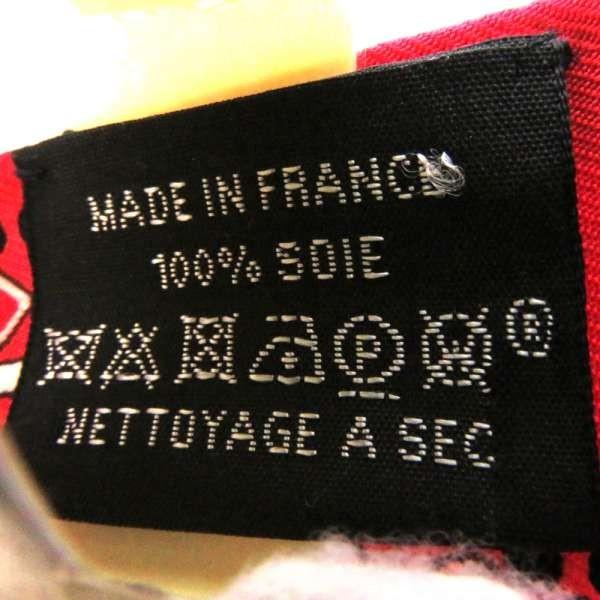 MADE IN FRANCE
100% SOIE
P ®
NETTOYAGE A SEC